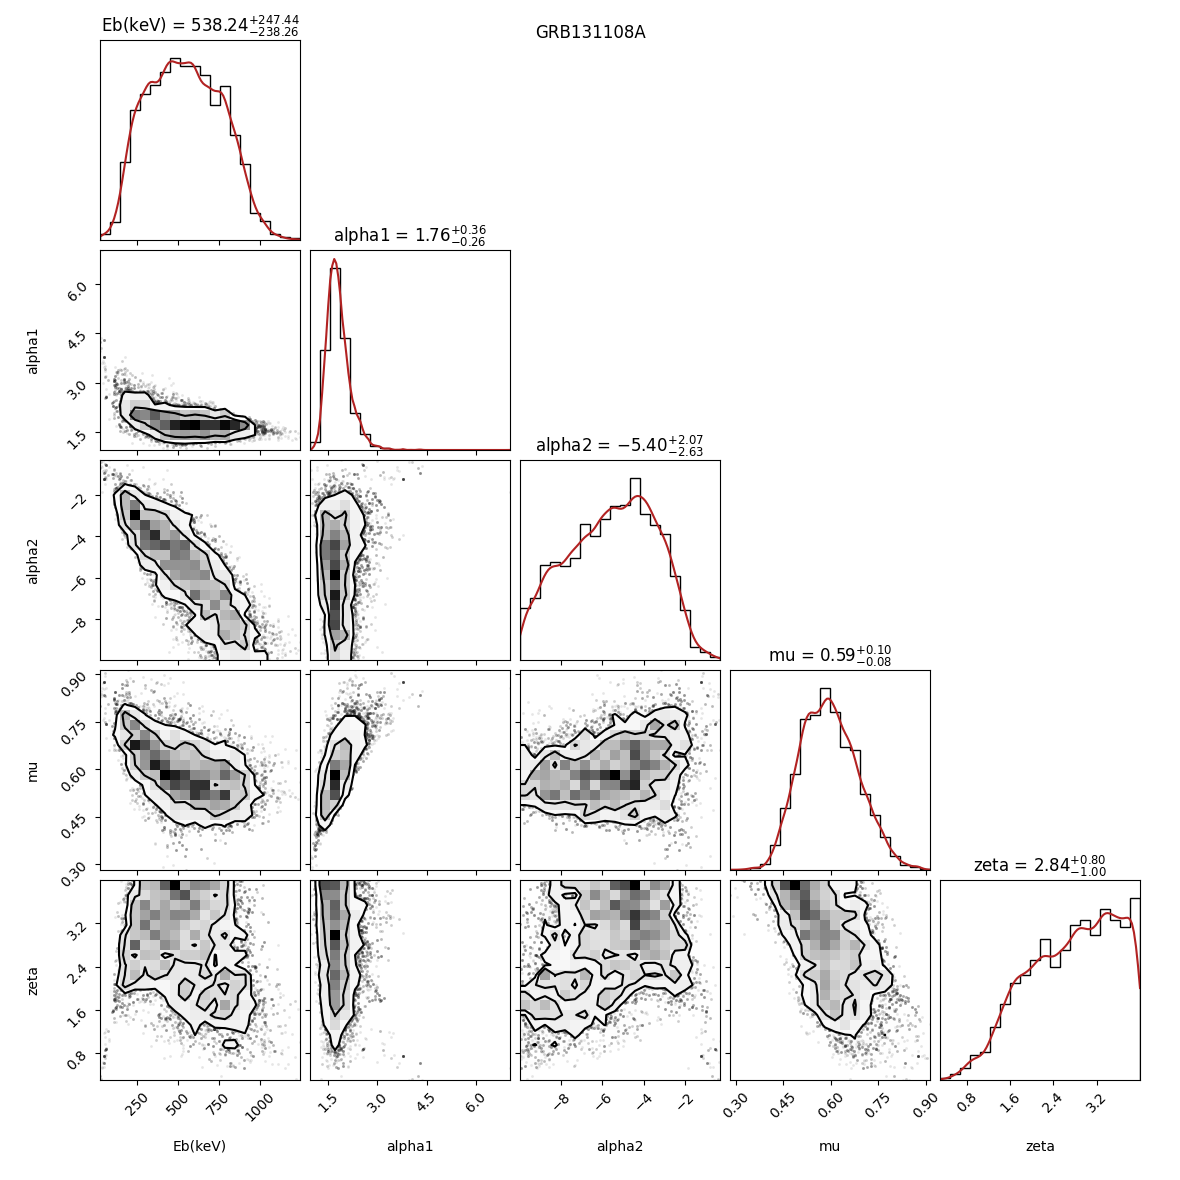 Eb(keV) = 538.24+247.44−238.26
GRB131108A
alpha1 = 1.76+0.36−0.26
6.0
4.5
3.0
1.5
alpha1
alpha2 = −5.40+2.07−2.63
−2
−4
−6
−8
alpha2
mu = 0.59+0.10−0.08
0.90
0.75
0.60
0.45
0.30
mu
zeta = 2.84+0.80−1.00
3.2
2.4
1.6
0.8
zeta
250 500 750 1000 1.5 3.0 4.5 6.0 −8 −6 −4 −2 0.30 0.45 0.60 0.75 0.90 0.8 1.6 2.4 3.2
Eb(keV) alpha1 alpha2 mu zeta